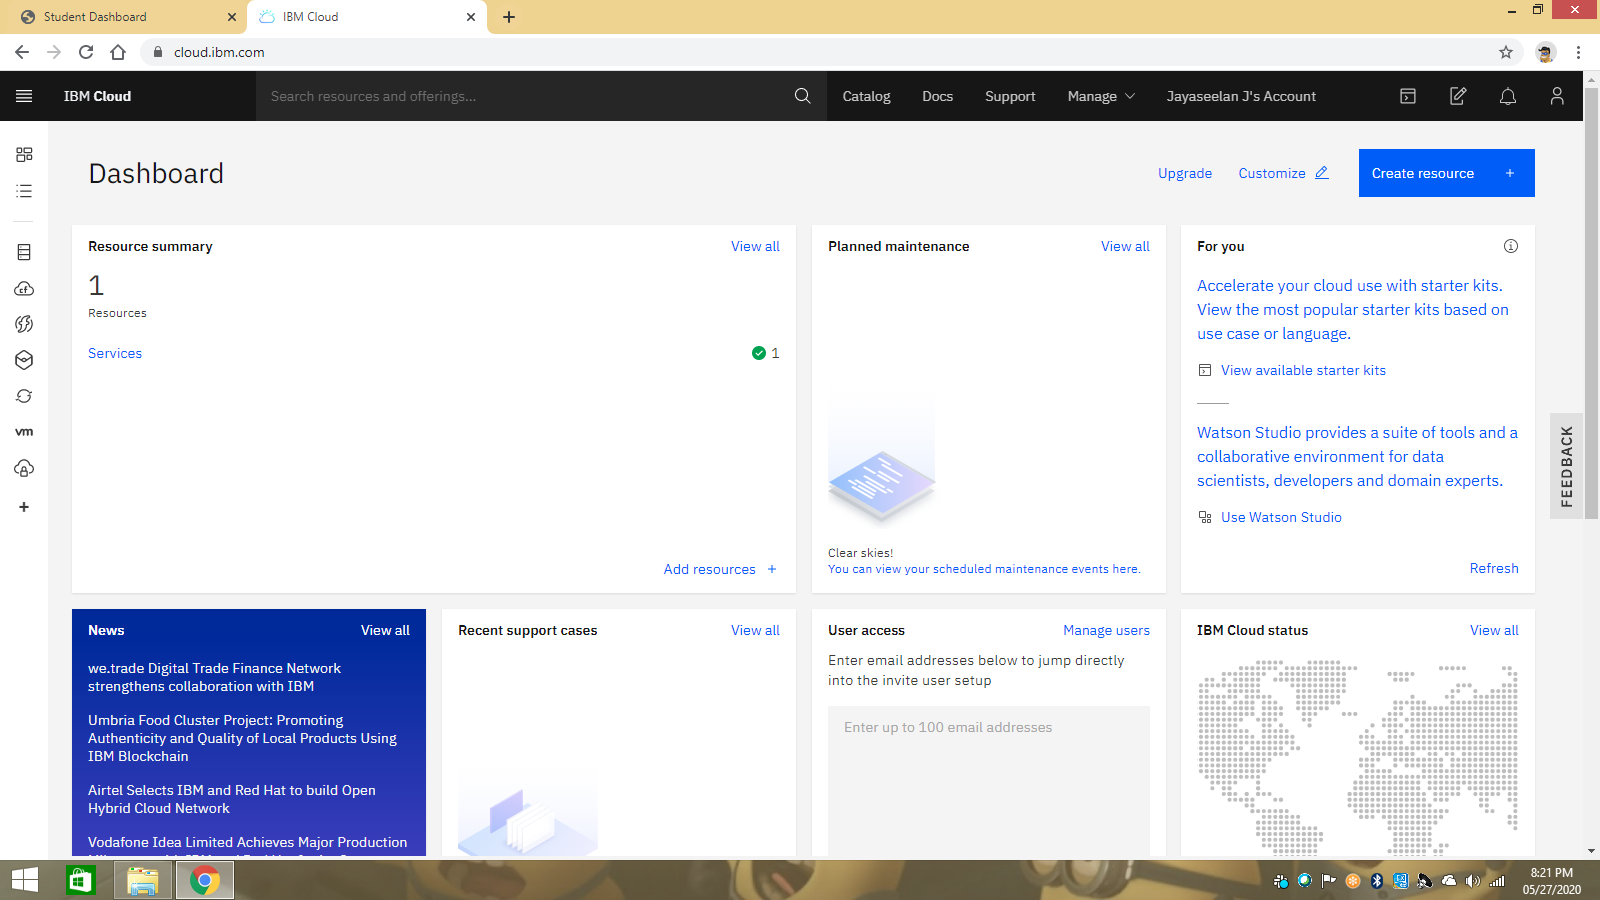 Student Dashboard
IBM Cloud
cloud.ibm.com
IBM Cloud
Search resources and offerings...
Catalog
Docs
Support
Manage
Jayaseelan J's Account
Dashboard
Upgrade
Customize
Create resource +
Resource summary
View all
1
Resources
Services
1
Add resources +
Planned maintenance
View all
Clear skies!
You can view your scheduled maintenance events here.
For you
Accelerate your cloud use with starter kits.
View the most popular starter kits based on
use case or language.
View available starter kits
Watson Studio provides a suite of tools and a
collaborative environment for data
scientists, developers and domain experts.
Use Watson Studio
Refresh
FEEDBACK
cf
vm
News
View all
we.trade Digital Trade Finance Network
strengthens collaboration with IBM
Umbria Food Cluster Project: Promoting
Authenticity and Quality of Local Products Using
IBM Blockchain
Airtel Selects IBM and Red Hat to build Open
Hybrid Cloud Network
Vodafone Idea Limited Achieves Major Production
Recent support cases
View all
User access
Manage users
Enter email addresses below to jump directly
into the invite user setup
Enter up to 100 email addresses
IBM Cloud status
View all
8:21 PM
05/27/2020